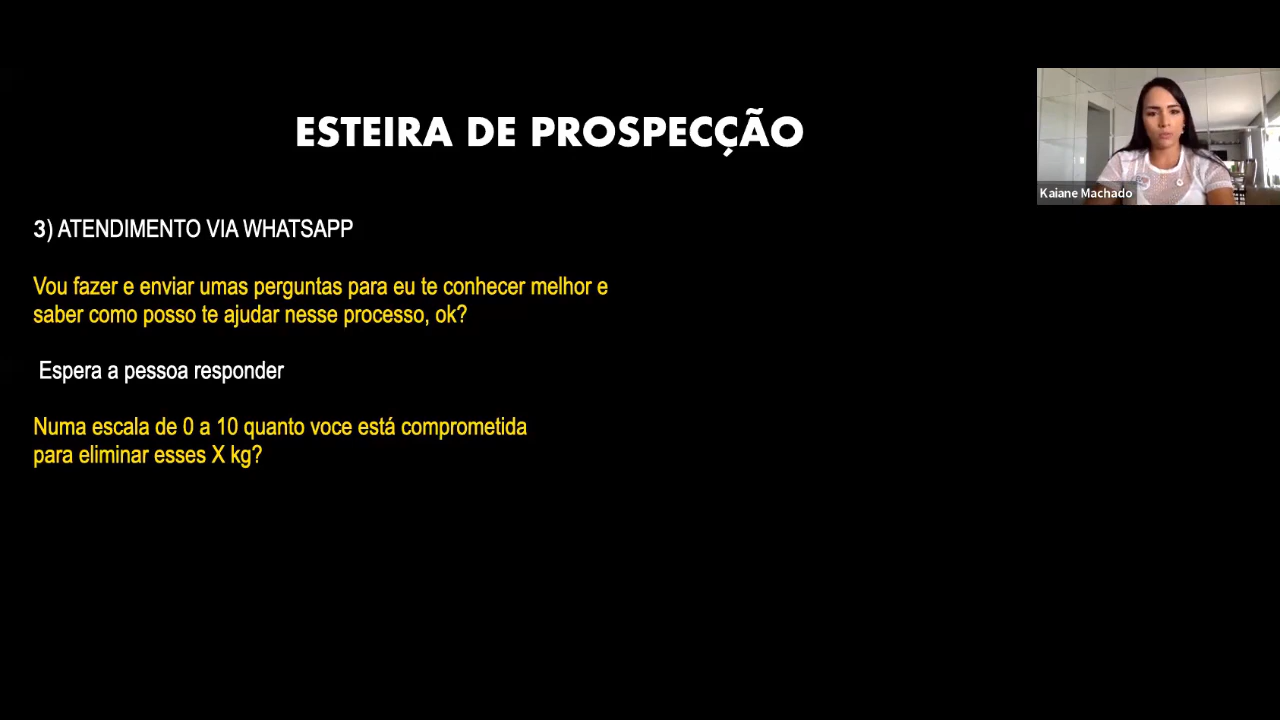 ESTEIRA DE PROSPECÇÃO
Kaiane Machado
3) ATENDIMENTO VIA WHATSAPP
Vou fazer e enviar umas perguntas para eu te conhecer melhor e
saber como posso te ajudar nesse processo, ok?
Espera a pessoa responder
Numa escala de 0 a 10 quanto voce está comprometida
para eliminar esses X kg?